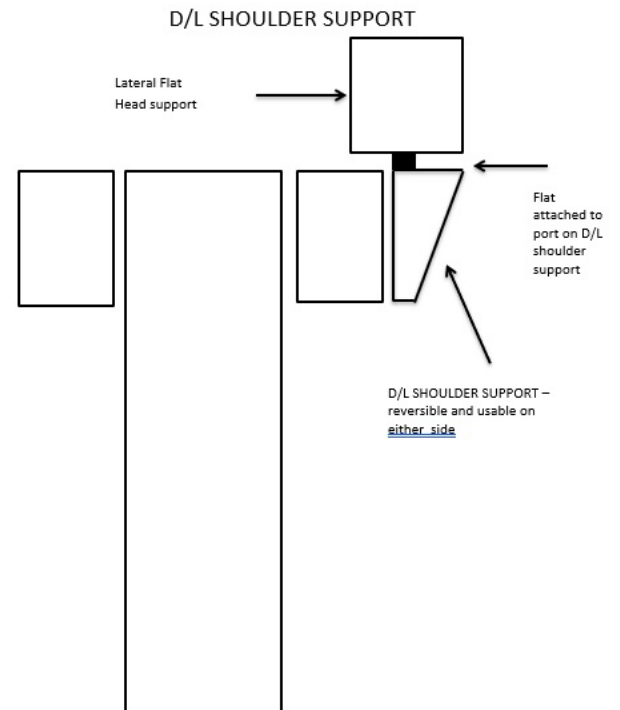 D/L SHOULDER SUPPORT
Lateral Flat
Head support
Flat
attached to
port on D/L
shoulder
support
D/L SHOULDER SUPPORT –
reversible and usable on
either side